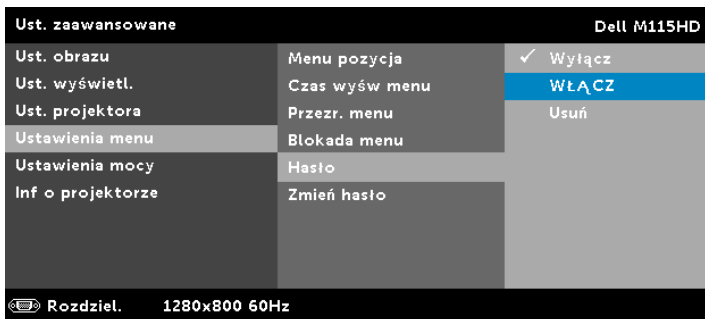 Ust. zaawansowane
Dell M115HD
Ust. obrazu
Ust. wyświetl.
Ust. projektora
Ustawienia menu
Ustawienia mocy
Inf o projektorze
Menu pozycja
Czas wyśw menu
Przezr. menu
Blokada menu
Hasło
Zmień hasło
Wyłącz
WŁĄCZ
Usuń
Rozdziel. 1280x800 60Hz